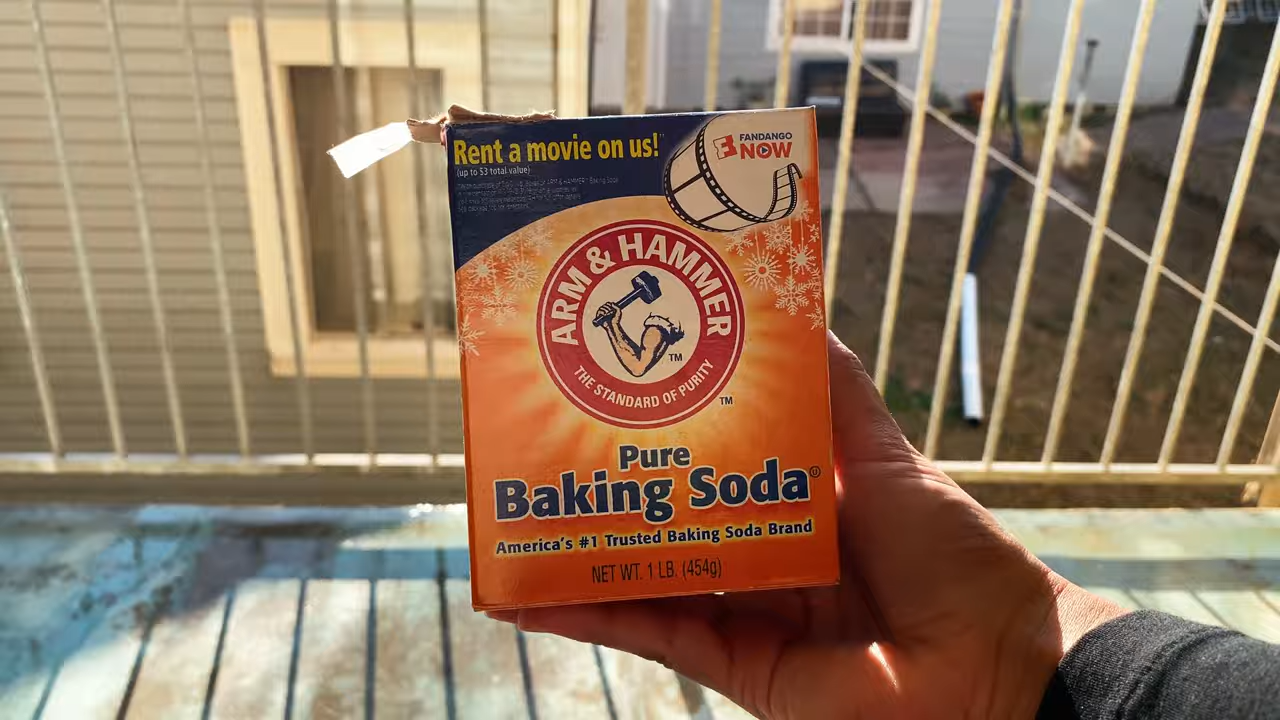 Rent a movie on us!
(up to $3 total value)
FANDANGO
NOW
ARM & HAMMER
TM
THE STANDARD OF PURITY
TM
Pure
Baking Soda
America's #1 Trusted Baking Soda Brand
NET WT. 1 LB. (454g)